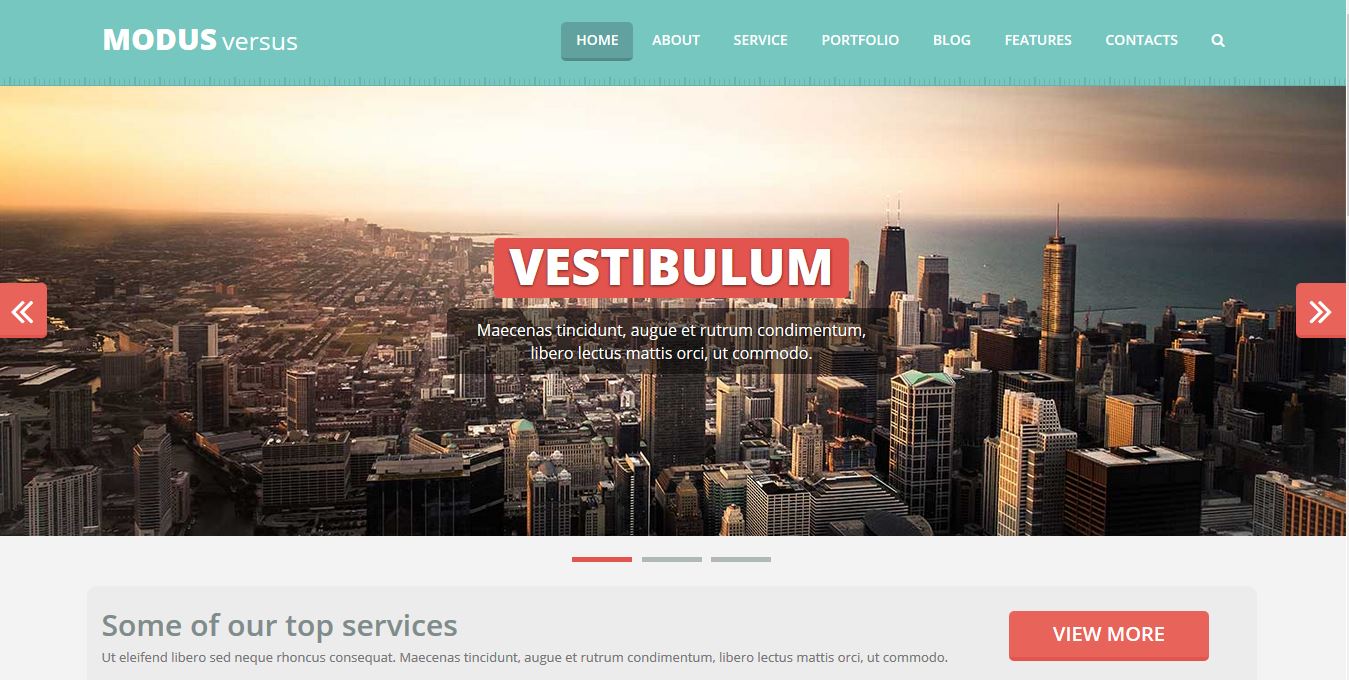 MODUS versus
HOME ABOUT SERVICE PORTFOLIO BLOG FEATURES CONTACTS
VESTIBULUM
Maecenas tincidunt, augue et rutrum condimentum,
libero lectus mattis orci, ut commodo.
Some of our top services
VIEW MORE
Ut eleifend libero sed neque rhoncus consequat. Maecenas tincidunt, augue et rutrum condimentum, libero lectus mattis orci, ut commodo.